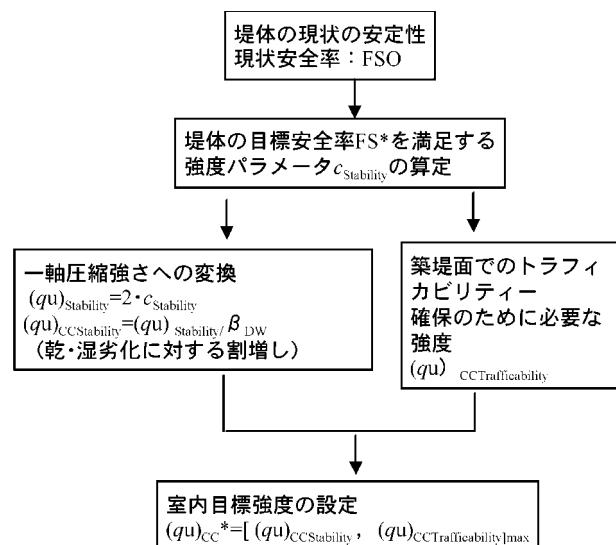 堤体の現状の安定性
現状安全率：FSO
堤体の目標安全率FS*を満足する
強度パラメータcStabilityの算定
一軸圧縮強さへの変換
(qu)Stability=2・cStability
(qu)CCStability=(qu) Stability/βDW
（乾・湿劣化に対する割増し）
築堤面でのトラフィ
カビリティー
確保のために必要な
強度
(qu) CCTrafficability
室内目標強度の設定
(qu)CC*=[ (qu)CCStability , (qu)CCTrafficability]max